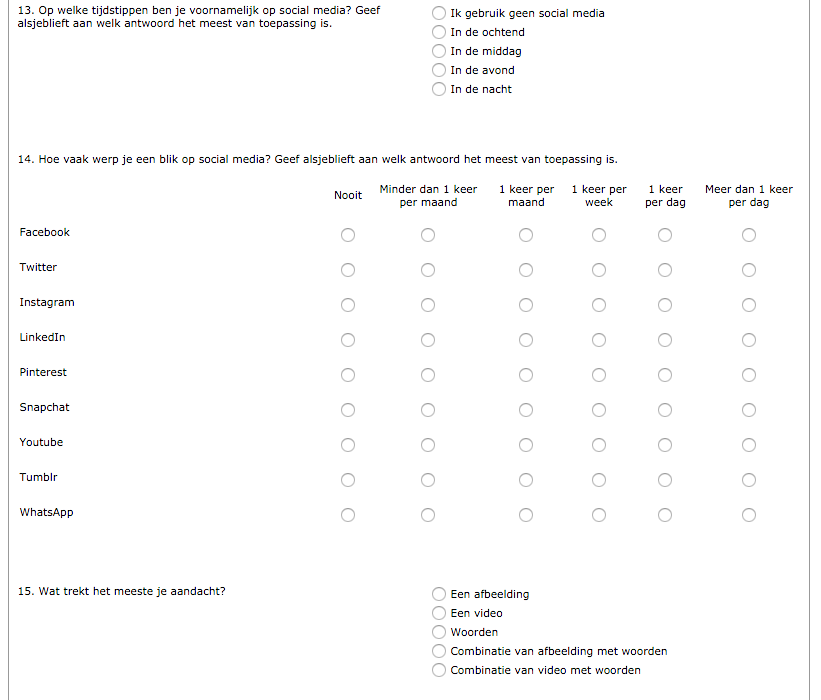 13. Op welke tijdstippen ben je voornamelijk op social media? Geef
alsjeblieft aan welk antwoord het meest van toepassing is.
Ik gebruik geen social media
In de ochtend
In de middag
In de avond
In de nacht
14. Hoe vaak werp je een blik op social media? Geef alsjeblieft aan welk antwoord het meest van toepassing is.
Nooit Minder dan 1 keer per maand 1 keer per maand 1 keer per week 1 keer per dag Meer dan 1 keer per dag
Facebook
Twitter
Instagram
LinkedIn
Pinterest
Snapchat
Youtube
Tumblr
WhatsApp
15. Wat trekt het meeste je aandacht?
Een afbeelding
Een video
Woorden
Combinatie van afbeelding met woorden
Combinatie van video met woorden